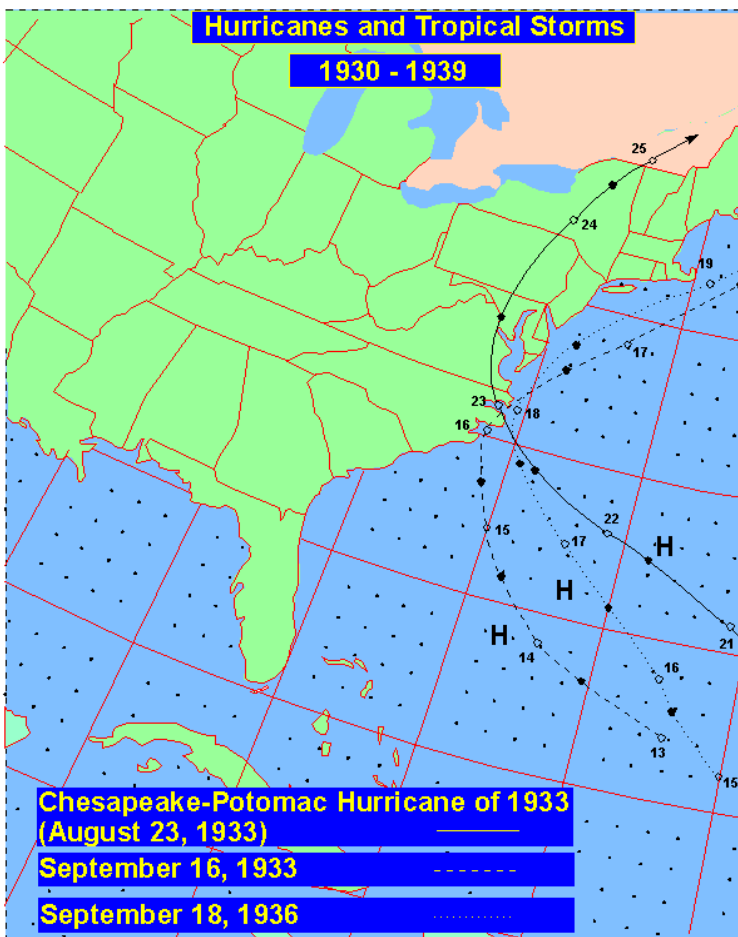 Hurricanes and Tropical Storms
1930 - 1939
25
24
19
17
23
18
16
22
H
15
17
H
21
H
14
16
13
15
Chesapeake-Potomac Hurricane of 1933
(August 23, 1933)
September 16, 1933
September 18, 1936